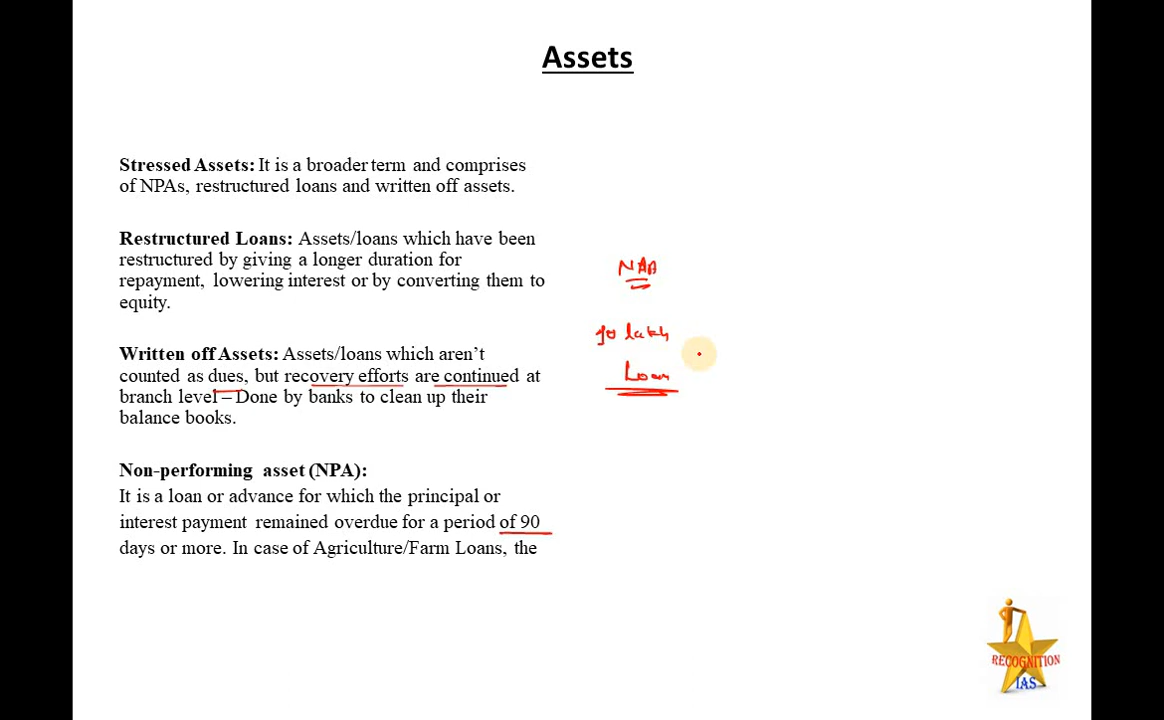 Assets
Stressed Assets: It is a broader term and comprises
of NPAs, restructured loans and written off assets.
Restructured Loans: Assets/loans which have been
restructured by giving a longer duration for
repayment, lowering interest or by converting them to
equity.
Written off Assets: Assets/loans which aren't
counted as dues, but recovery efforts are continued at
branch level – Done by banks to clean up their
balance books.
Non-performing asset (NPA):
It is a loan or advance for which the principal or
interest payment remained overdue for a period of 90
days or more. In case of Agriculture/Farm Loans, the
lakh
Loan
RECOGNITION
IAS